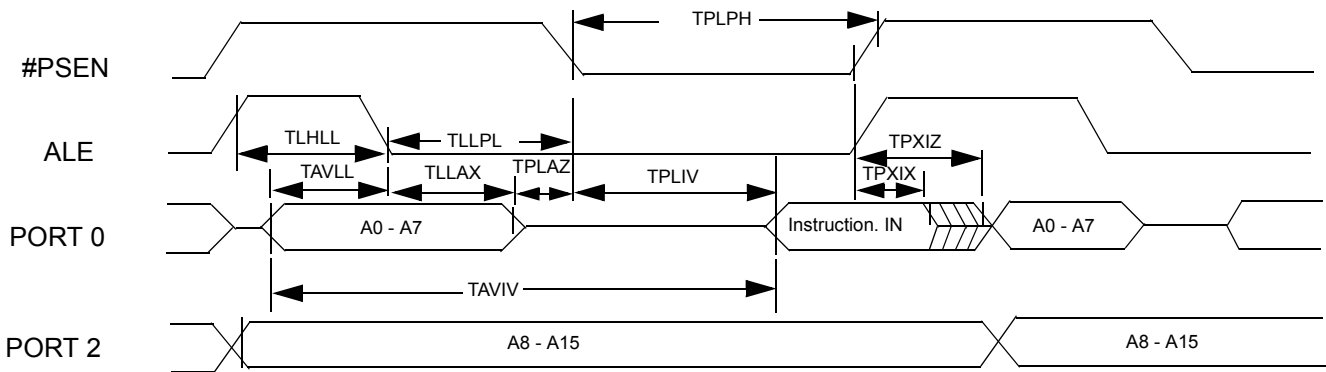 TPLPH
#PSEN
TLHLL
TLLPL
ALE
TPXIZ
TAVLL
TLLAX
TPLAZ
TPLIV
TPXIX
PORT 0
A0 - A7
Instruction. IN
A0 - A7
TAVIV
PORT 2
A8 - A15
A8 - A15